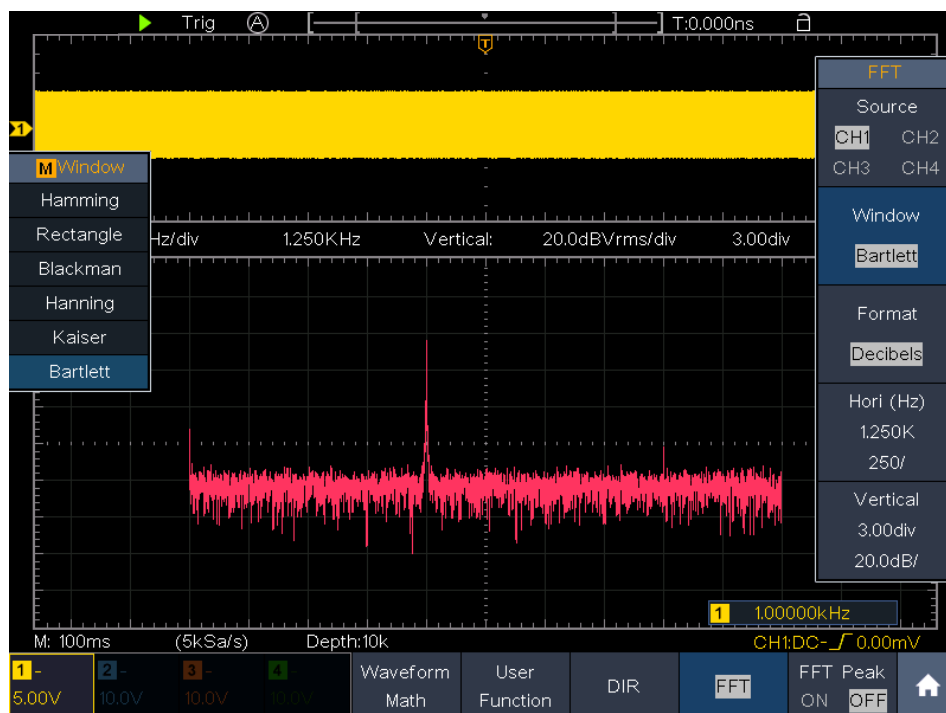 Trig A T:0.000ns
T
FFT
Source
CH1 CH2
CH3 CH4
1
M Window
Hamming
Rectangle
Blackman
Hanning
Kaiser
Bartlett
Hz/div 1.250KHz Vertical: 20.0dBVrms/div 3.00div
Window
Bartlett
Format
Decibels
Hori (Hz)
1.250K
250/
Vertical
3.00div
20.0dB/
1 1.00000kHz
M: 100ms (5kSa/s) Depth:10k CH1:DC- 0.00mV
1 - 2 - 3 - 4 -
5.00V 10.0V 10.0V 10.0V
Waveform
Math
User
Function
DIR
FFT
FFT Peak
ON OFF